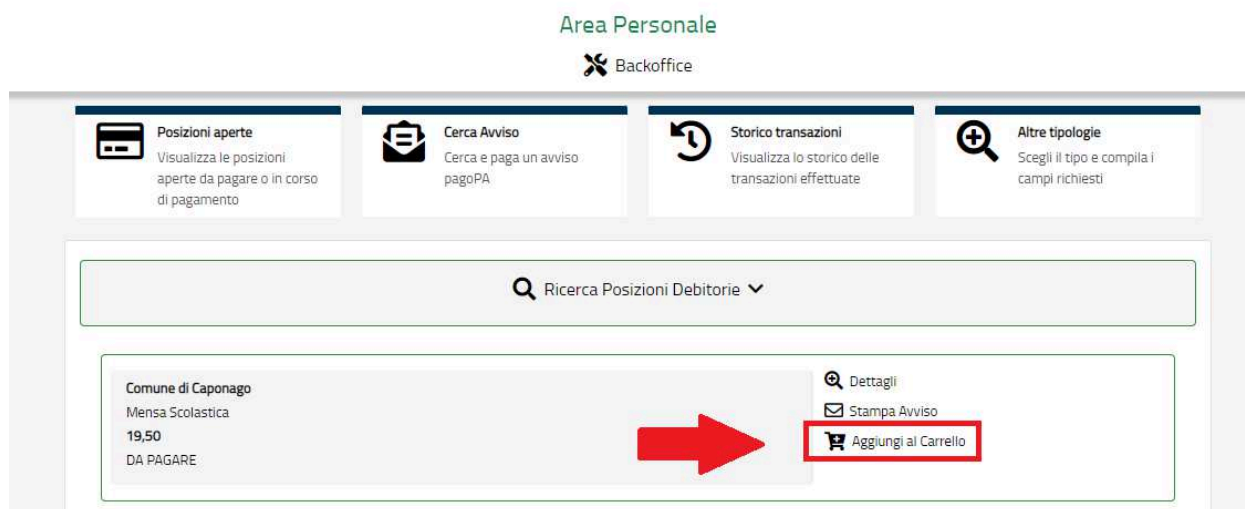 Area Personale
Backoffice
Posizioni aperte
Visualizza le posizioni
aperte da pagare o in corso
di pagamento
Cerca Avviso
Cerca e paga un avviso
pagoPA
Storico transazioni
Visualizza lo storico delle
transazioni effettuate
Altre tipologie
Scegli il tipo e compila i
campi richiesti
Ricerca Posizioni Debitorie
Comune di Caponago
Mensa Scolastica
19,50
DA PAGARE
Dettagli
Stampa Avviso
Aggiungi al Carrello